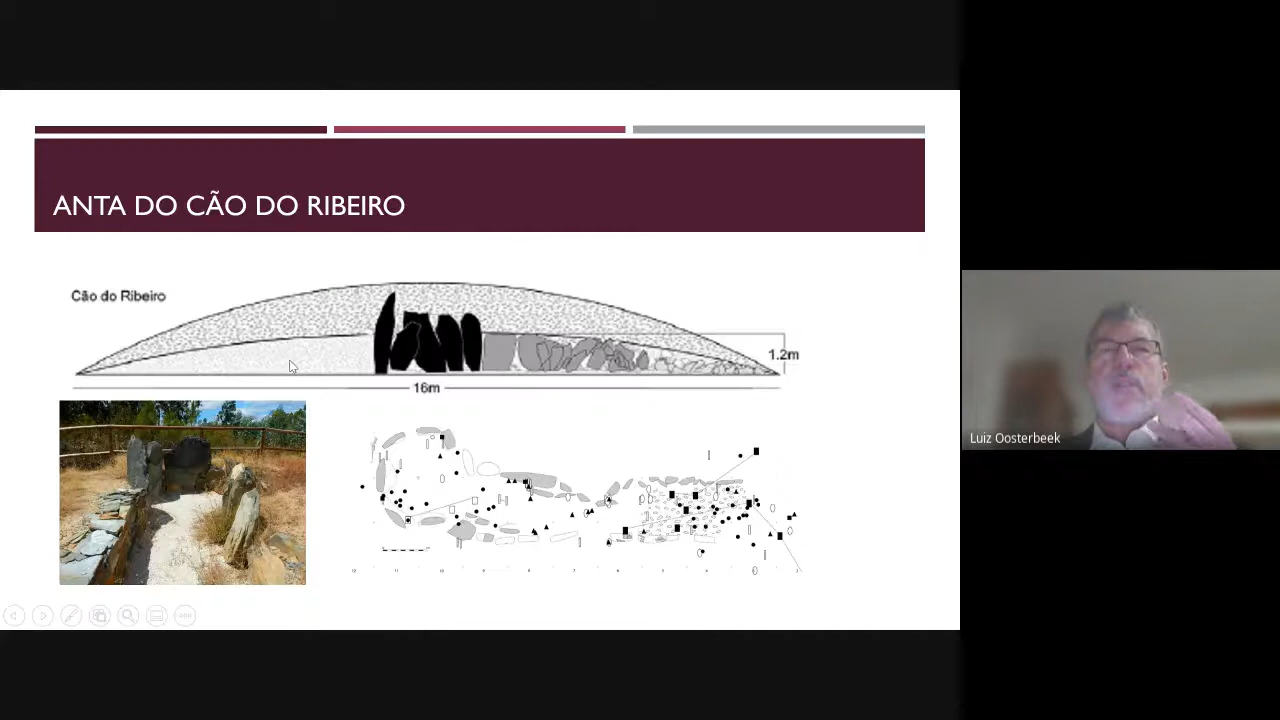 ANTA DO CÃO DO RIBEIRO
Cão do Ribeiro
1.2m
16m
Luiz Oosterbeek